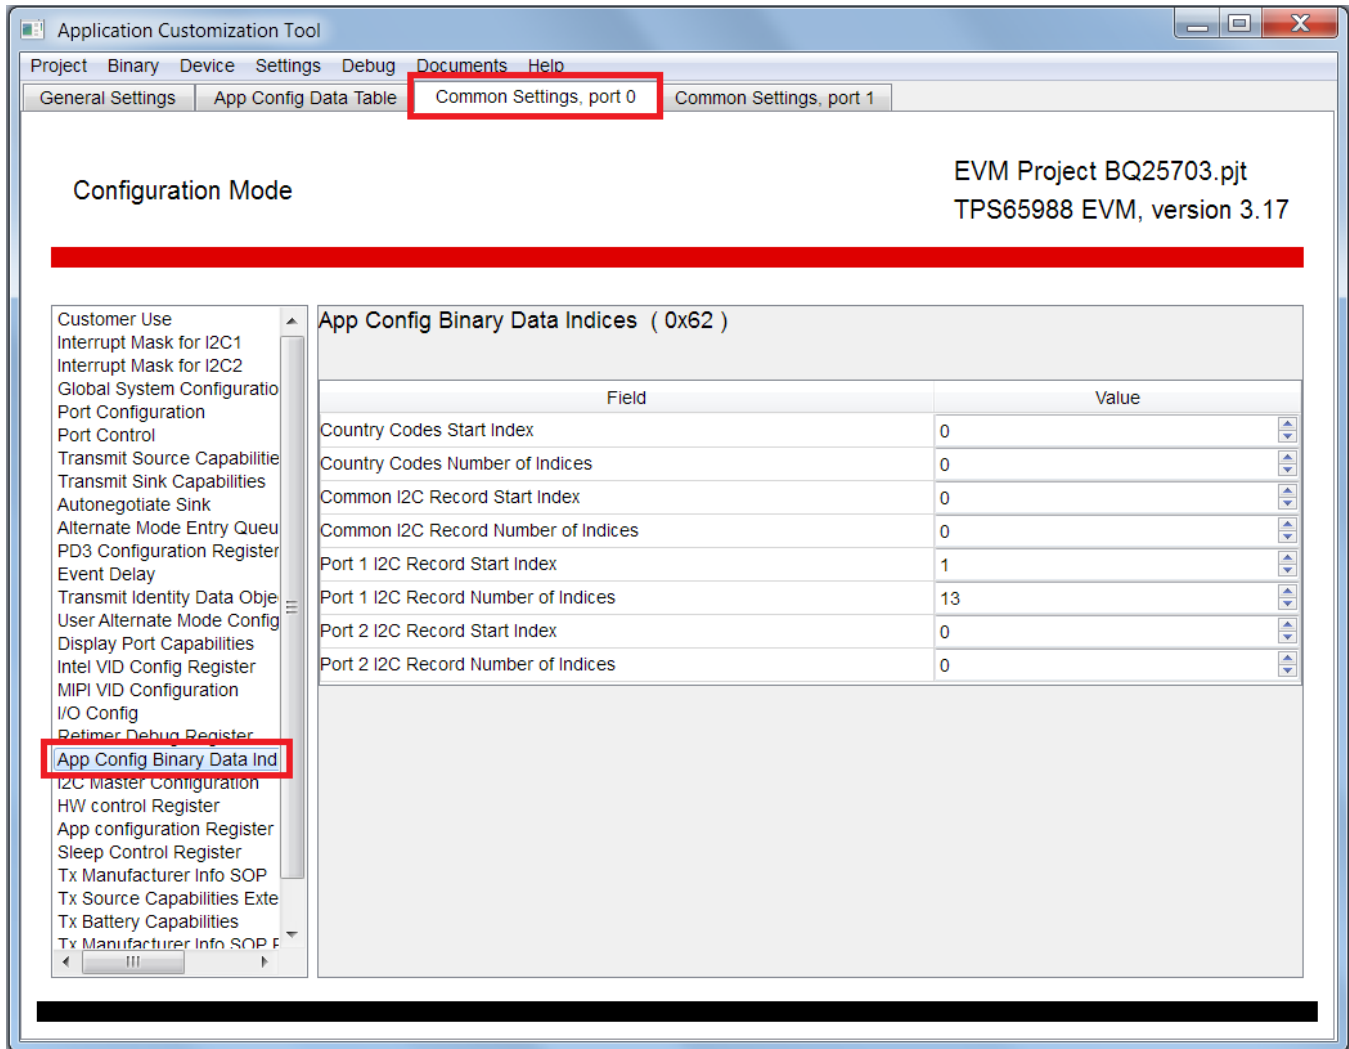 Application Customization Tool
Project Binary Device Settings Debug Documents Help
General Settings App Config Data Table Common Settings, port 0 Common Settings, port 1
Configuration Mode
EVM Project BQ25703.pjt
TPS65988 EVM, version 3.17
Customer Use
Interrupt Mask for I2C1
Interrupt Mask for I2C2
Global System Configuratio
Port Configuration
Port Control
Transmit Source Capabilitie
Transmit Sink Capabilities
Autonegotiate Sink
Alternate Mode Entry Queu
PD3 Configuration Register
Event Delay
Transmit Identity Data Obje
User Alternate Mode Config
Display Port Capabilities
Intel VID Config Register
MIPI VID Configuration
I/O Config
Retimer Debug Register
App Config Binary Data Ind
I2C Master Configuration
HW control Register
App configuration Register
Sleep Control Register
Tx Manufacturer Info SOP
Tx Source Capabilities Exte
Tx Battery Capabilities
Tx Manufacturer Info SOP P
App Config Binary Data Indices ( 0x62 )
Field Value
Country Codes Start Index 0
Country Codes Number of Indices 0
Common I2C Record Start Index 0
Common I2C Record Number of Indices 0
Port 1 I2C Record Start Index 1
Port 1 I2C Record Number of Indices 13
Port 2 I2C Record Start Index 0
Port 2 I2C Record Number of Indices 0